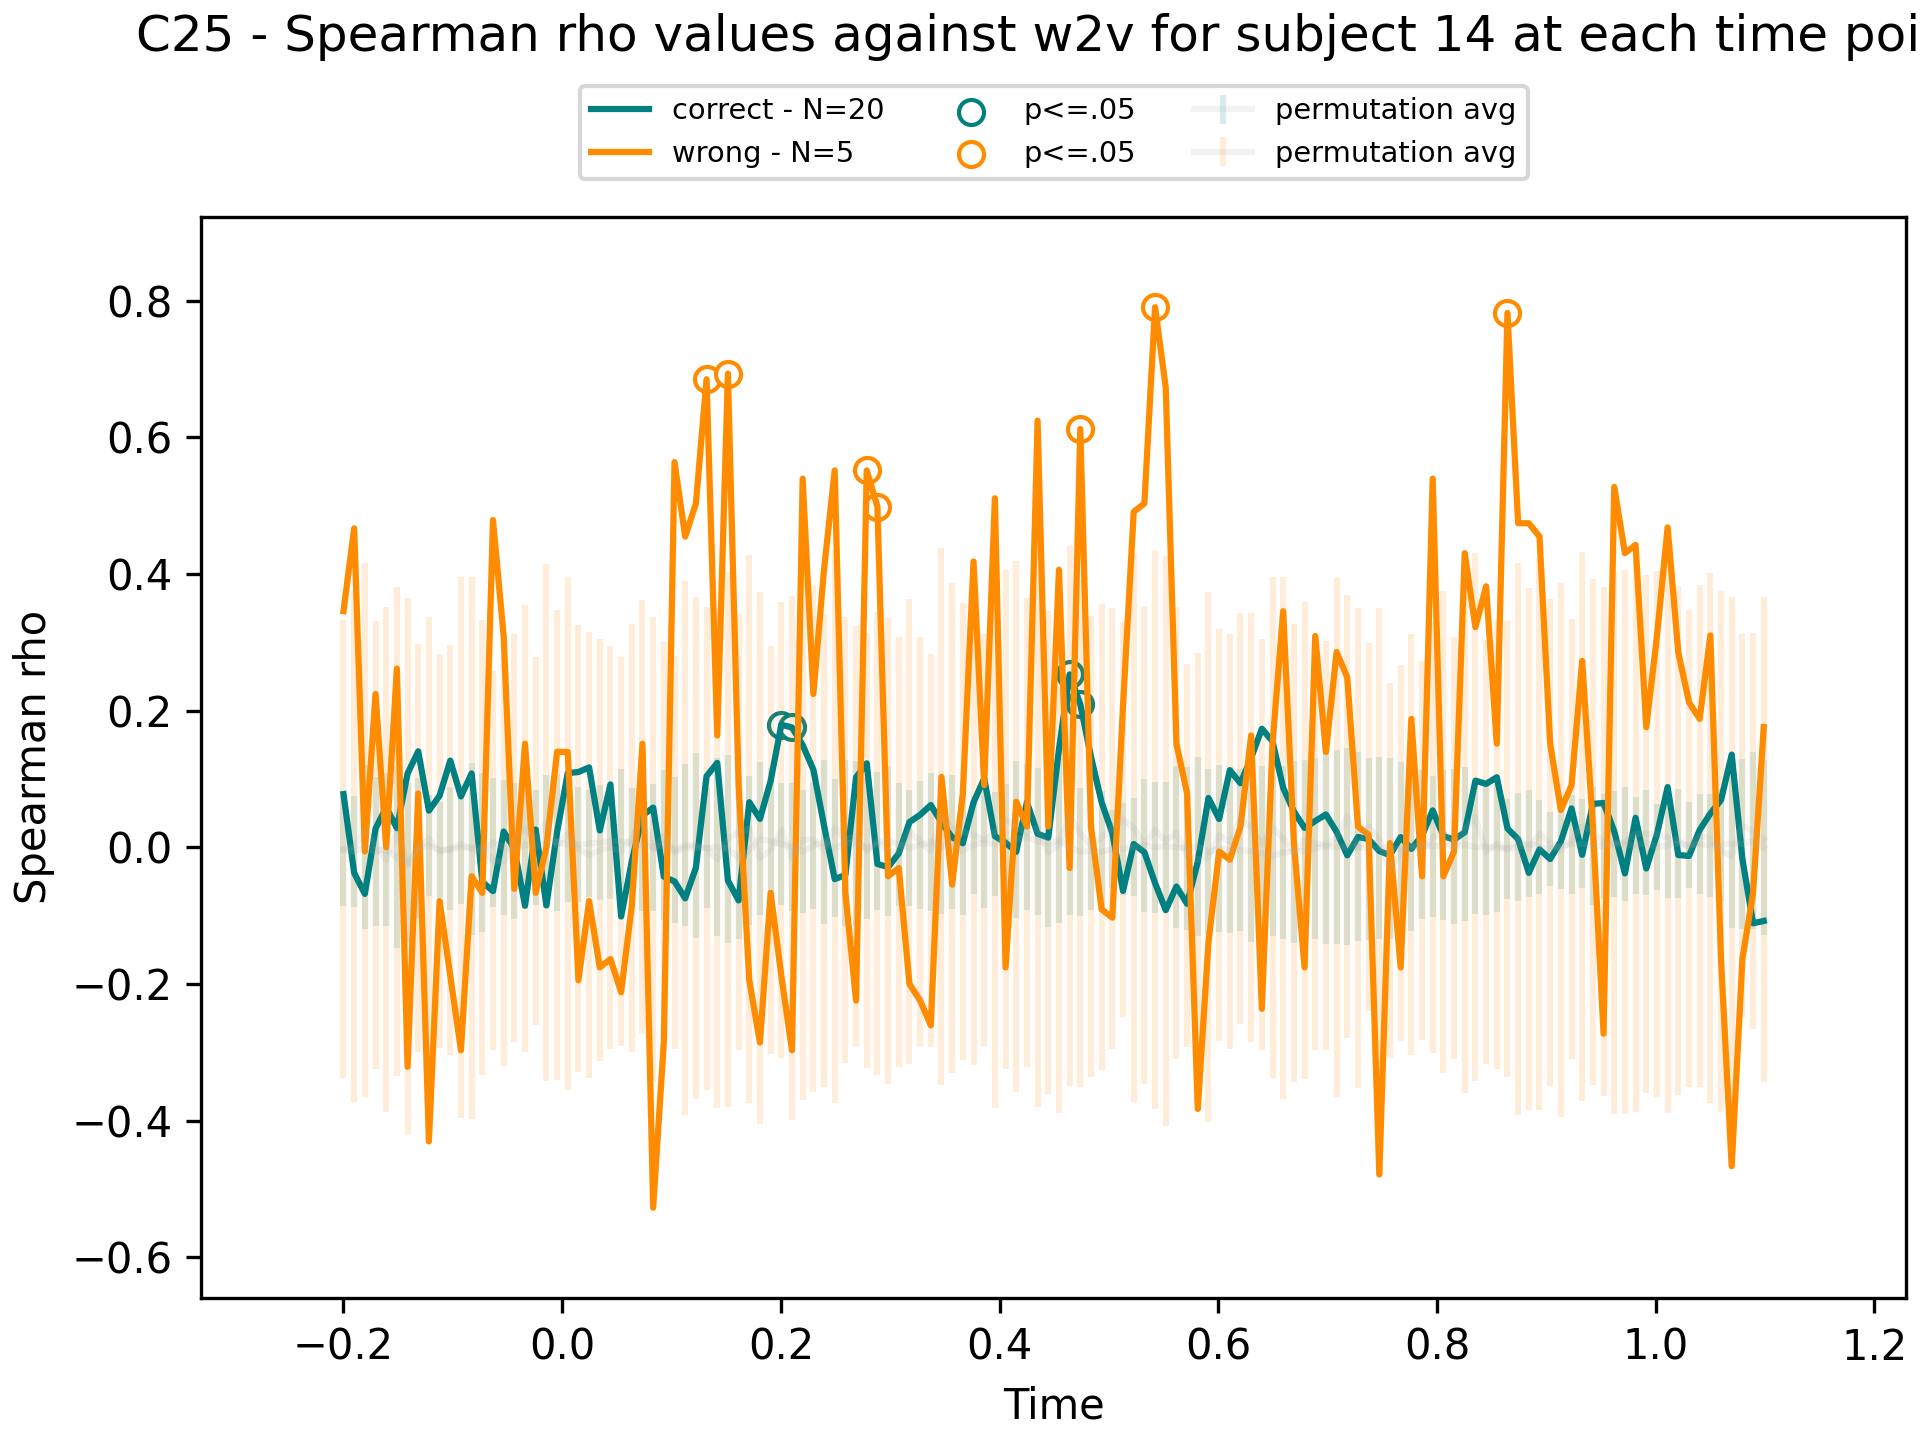 C25 - Spearman rho values against w2v for subject 14 at each time poi
correct - N=20
wrong - N=5
p<=.05
p<=.05
permutation avg
permutation avg
Spearman rho
0.8
0.6
0.4
0.2
0.0
−0.2
−0.4
−0.6
−0.2
0.0
0.2
0.4
0.6
0.8
1.0
1.2
Time